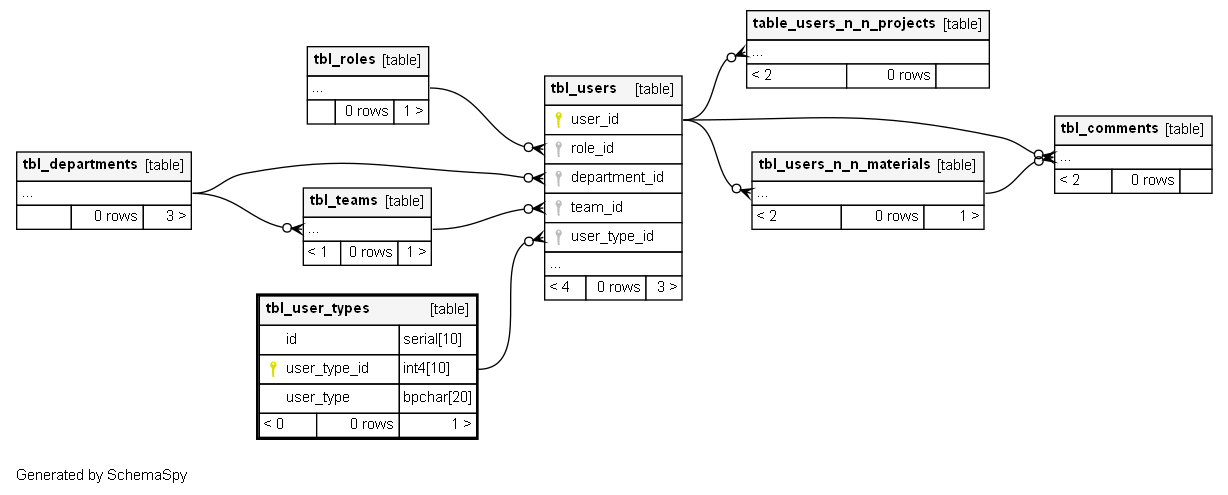 table_users_n_n_projects [table]
...
< 2 0 rows
tbl_roles [table]
...
0 rows 1 >
tbl_users [table]
user_id
role_id
department_id
team_id
user_type_id
...
< 4 0 rows 3 >
tbl_comments [table]
...
< 2 0 rows
tbl_departments [table]
...
0 rows 3 >
tbl_users_n_n_materials [table]
...
< 2 0 rows 1 >
tbl_teams [table]
...
< 1 0 rows 1 >
tbl_user_types [table]
id serial[10]
user_type_id int4[10]
user_type bpchar[20]
< 0 0 rows 1 >
Generated by SchemaSpy